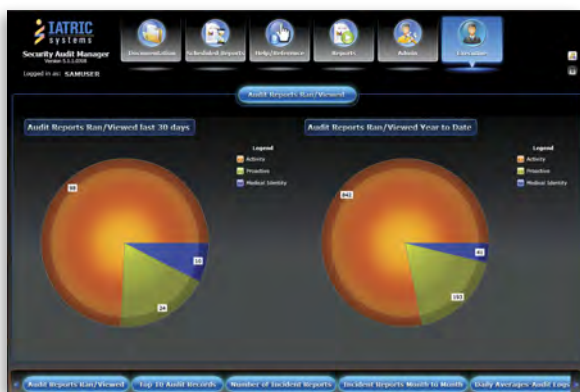 IATRIC
systems
Security Audit Manager
Logged in as: SAMUSER
Documentation
Scheduled Reports
Help/Reference
Reports
Admin
Executive
Audit Reports Ran/Viewed
Audit Reports Ran/Viewed last 30 days
Legend
Activity
Proactive
Medical Identity
24
10
Audit Reports Ran/Viewed Year to Date
Legend
Activity
Proactive
Medical Identity
41
Audit Reports Ran/Viewed
Top 10 Audit Records
Number of Incident Reports
Incident Reports Month to Month
Daily Averages Audit Logs